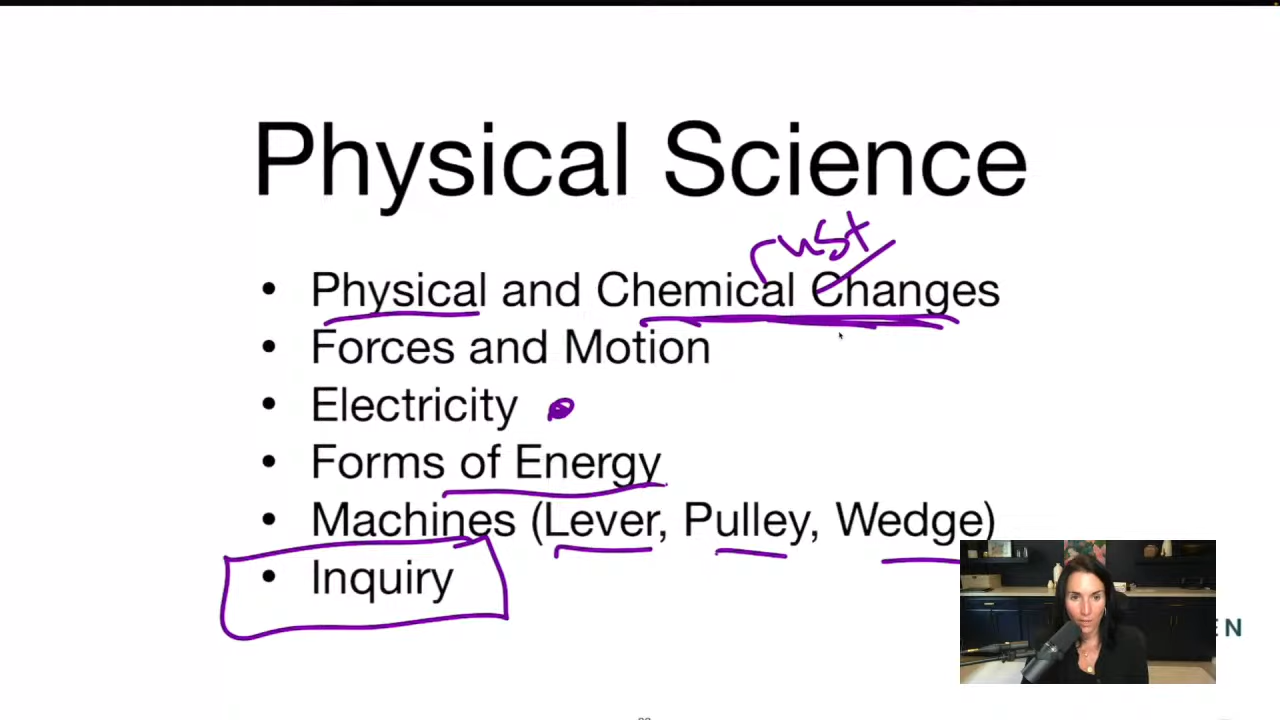 Physical Science
rust
• Physical and Chemical Changes
• Forces and Motion
• Electricity
• Forms of Energy
• Machines (Lever, Pulley, Wedge)
• Inquiry
EN